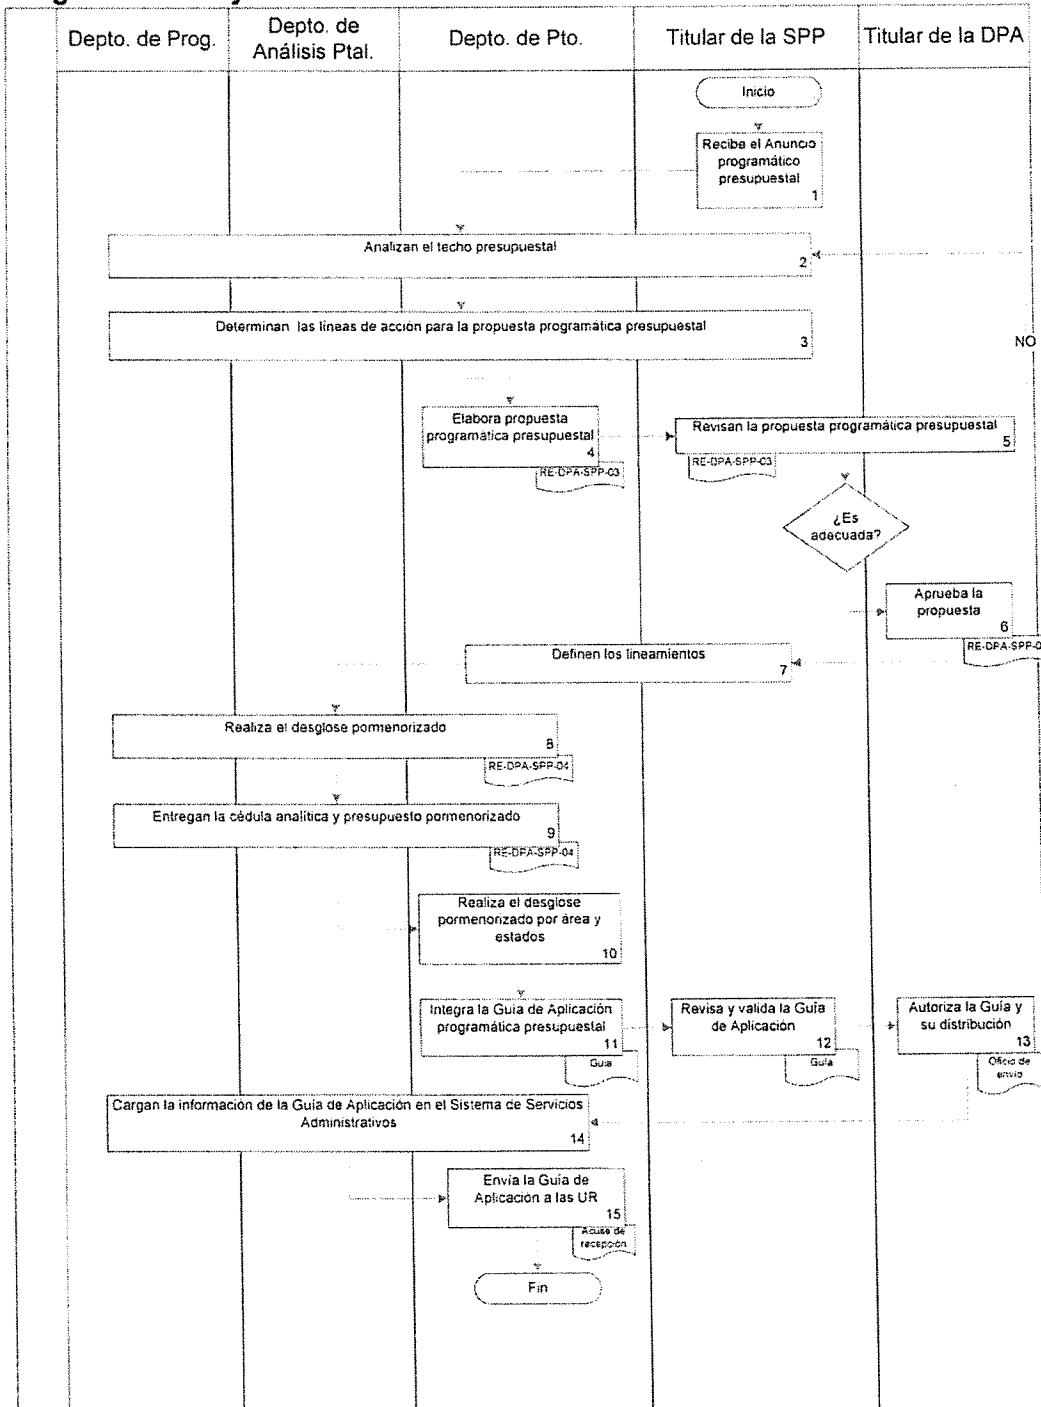 Depto. de Prog.
Depto. de
Análisis Ptal.
Depto. de Pto.
Titular de la SPP
Titular de la DPA
Inicio
Recibe el Anuncio
programático
presupuestal
1
Analizan el techo presupuestal
2
Determinan las líneas de acción para la propuesta programática presupuestal
3
NO
Elabora propuesta
programática presupuestal
4
RE-DPA-SPP-03
Revisan la propuesta programática presupuestal
5
RE-DPA-SPP-03
¿Es
adecuada?
Aprueba la
propuesta
6
RE-DPA-SPP-0
Definen los lineamientos
7
Realiza el desglose pormenorizado
8
RE-DPA-SPP-04
Entregan la cédula analítica y presupuesto pormenorizado
9
RE-DPA-SPP-04
Realiza el desglose
pormenorizado por área y
estados
10
Integra la Guía de Aplicación
programática presupuestal
11
Guía
Revisa y valida la Guía
de Aplicación
12
Guía
Autoriza la Guía y
su distribución
13
Oficio de
envío
Cargan la información de la Guía de Aplicación en el Sistema de Servicios
Administrativos
14
Envía la Guía de
Aplicación a las UR
15
Acuse de
recepción
Fin